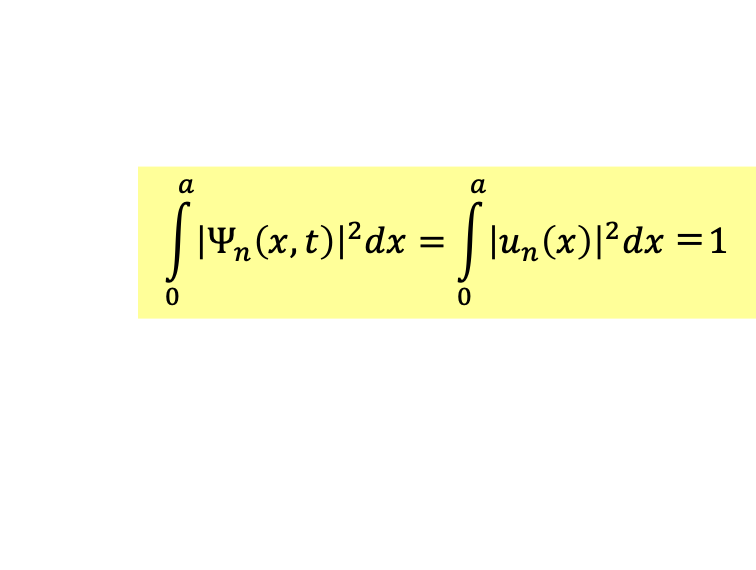 ∫₀ᵃ |Ψₙ(x, t)|² dx = ∫₀ᵃ |uₙ(x)|² dx = 1